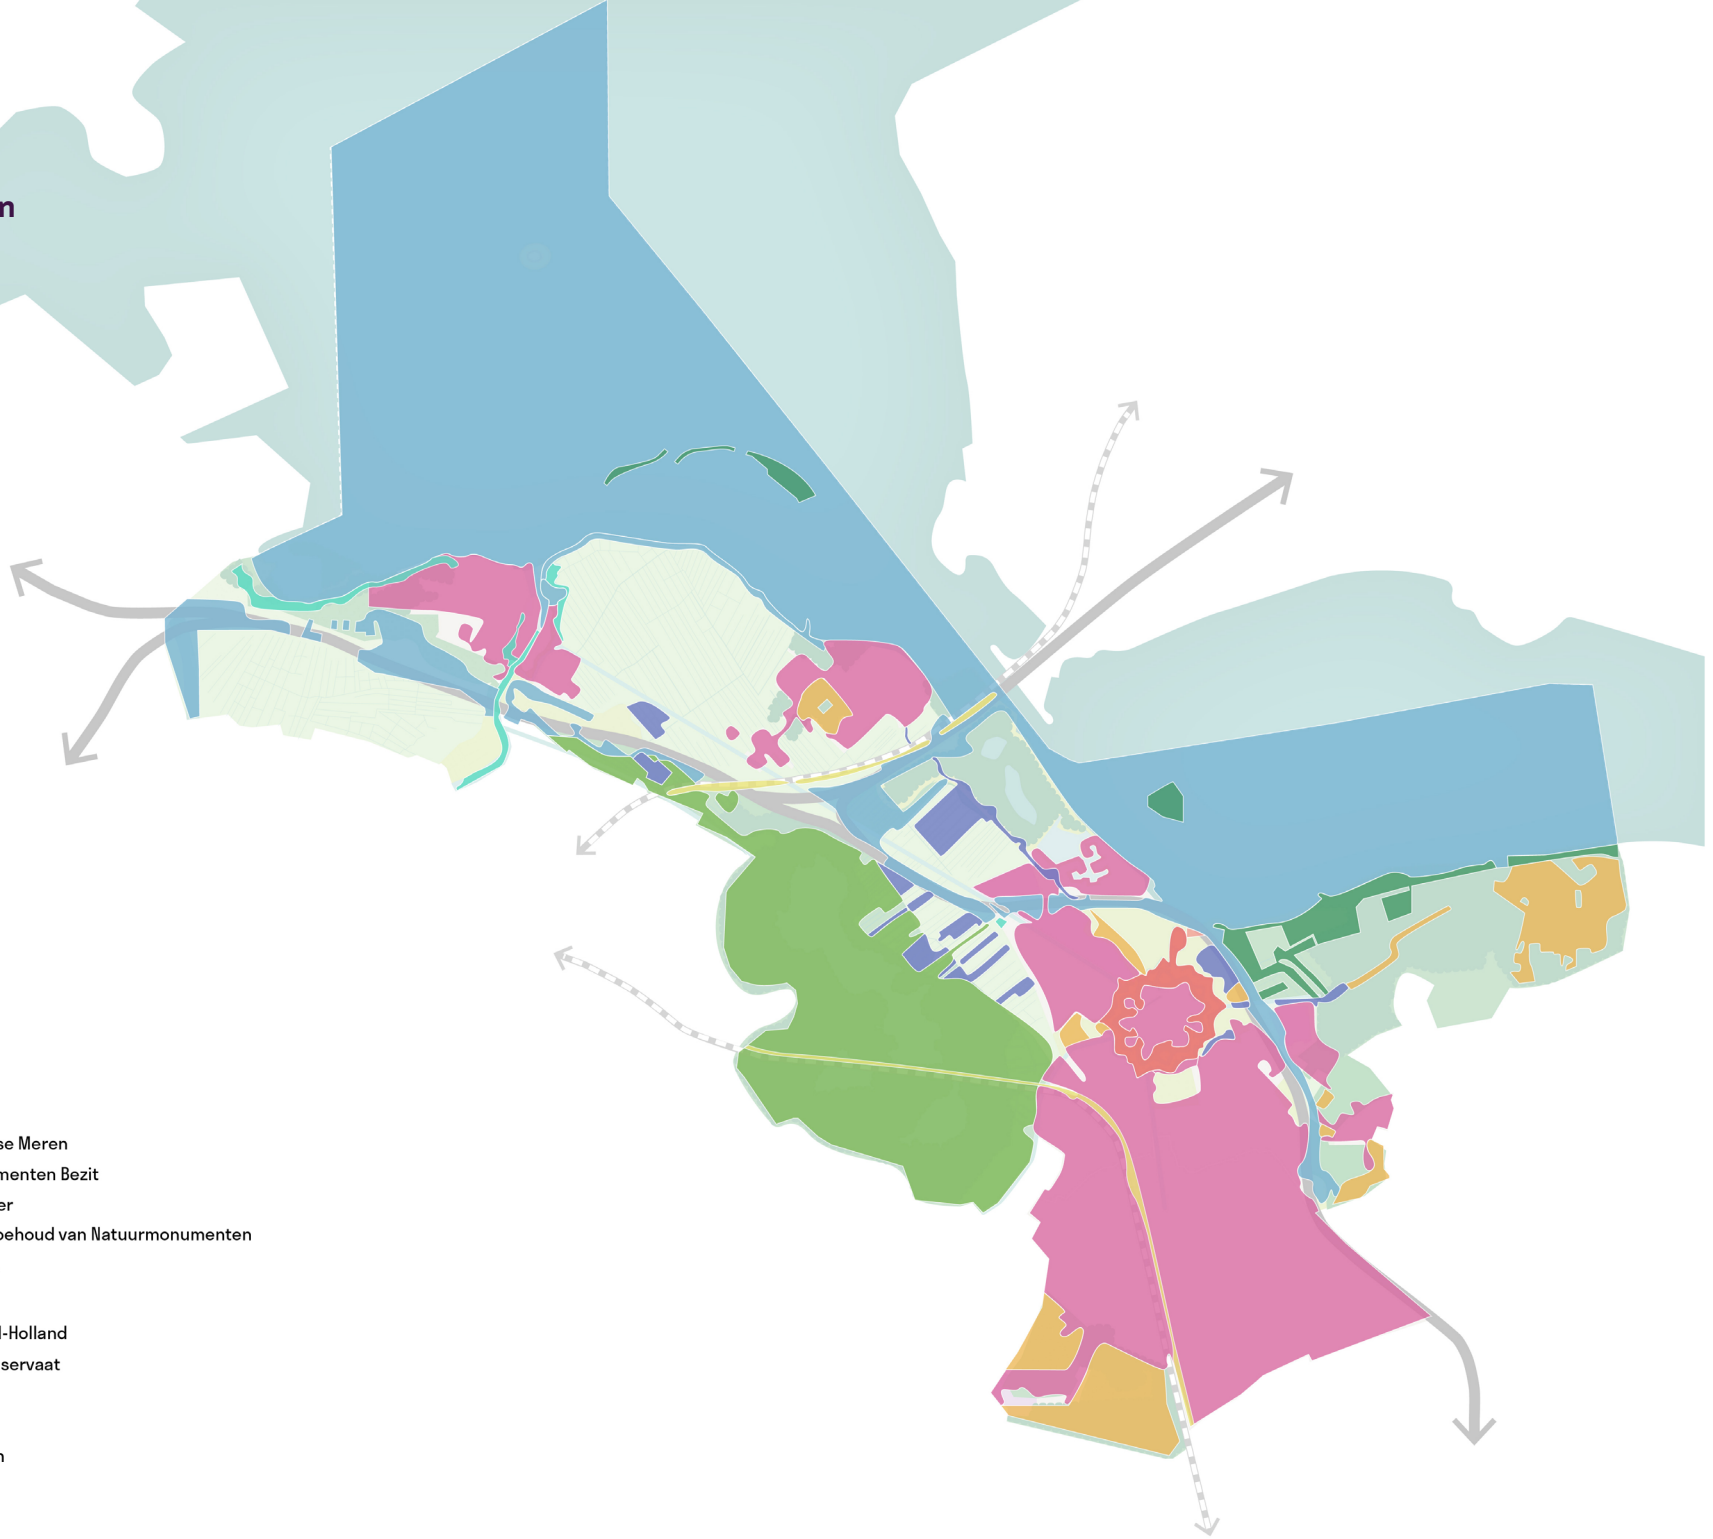 n
se Meren
menten Bezit
er
behoud van Natuurmonumenten
l-Holland
servaat
n